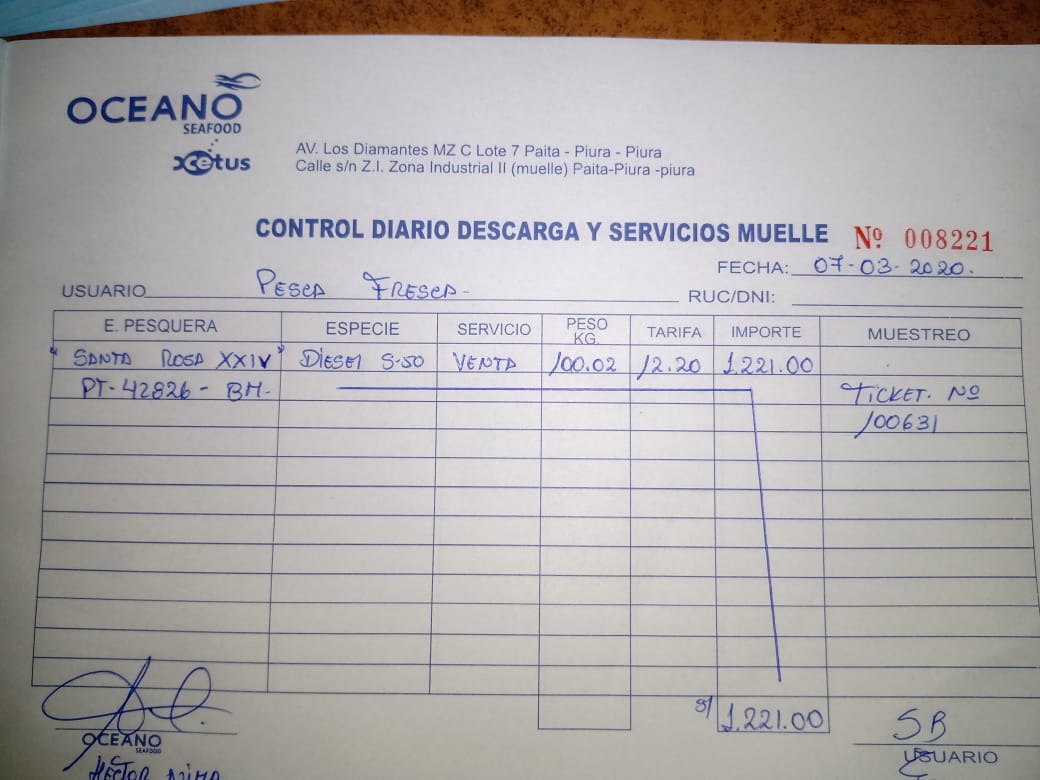 OCEANO
SEAFOOD
xcetus
AV. Los Diamantes MZ C Lote 7 Paita - Piura - Piura
Calle s/n Z.I. Zona Industrial II (muelle) Paita-Piura -piura
CONTROL DIARIO DESCARGA Y SERVICIOS MUELLE Nº 008221
FECHA: 07-03-2020.
USUARIO Pesca Fresca- RUC/DNI:
E. PESQUERA ESPECIE SERVICIO PESO KG. TARIFA IMPORTE MUESTREO
"SANTA ROSA XXIV" DIESEl S-50 VENTA 100.02 12.20 1.221.00
PT-42826-BM- TICKET. Nº
100631
s/ 1.221.00
SB
OCEANO
SEAFOOD
USUARIO
HÉCTOR